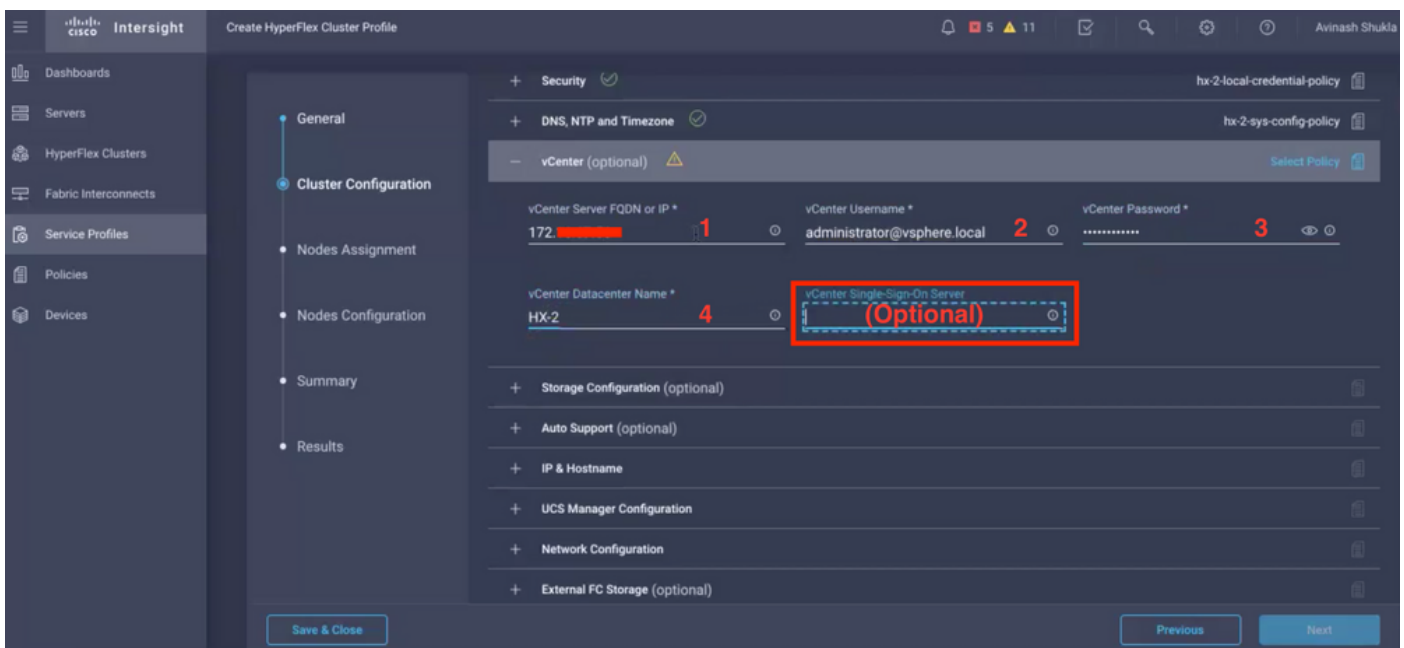 cisco Intersight
Create HyperFlex Cluster Profile
5 11
Avinash Shukla
Dashboards
Servers
HyperFlex Clusters
Fabric Interconnects
Service Profiles
Policies
Devices
General
Cluster Configuration
Nodes Assignment
Nodes Configuration
Summary
Results
+ Security hx-2-local-credential-policy
+ DNS, NTP and Timezone hx-2-sys-config-policy
− vCenter (optional) Select Policy
vCenter Server FQDN or IP * vCenter Username * vCenter Password *
172. 1 administrator@vsphere.local 2 ············ 3
vCenter Datacenter Name * vCenter Single-Sign-On Server
HX-2 4 (Optional)
+ Storage Configuration (optional)
+ Auto Support (optional)
+ IP & Hostname
+ UCS Manager Configuration
+ Network Configuration
+ External FC Storage (optional)
Save & Close Previous Next